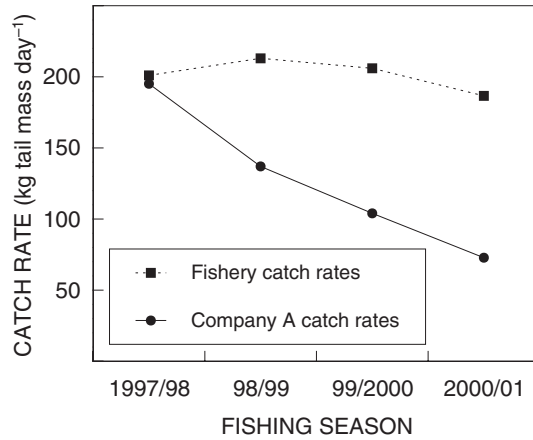 CATCH RATE (kg tail mass day⁻¹)
200
150
100
50
Fishery catch rates
Company A catch rates
1997/98 98/99 99/2000 2000/01
FISHING SEASON